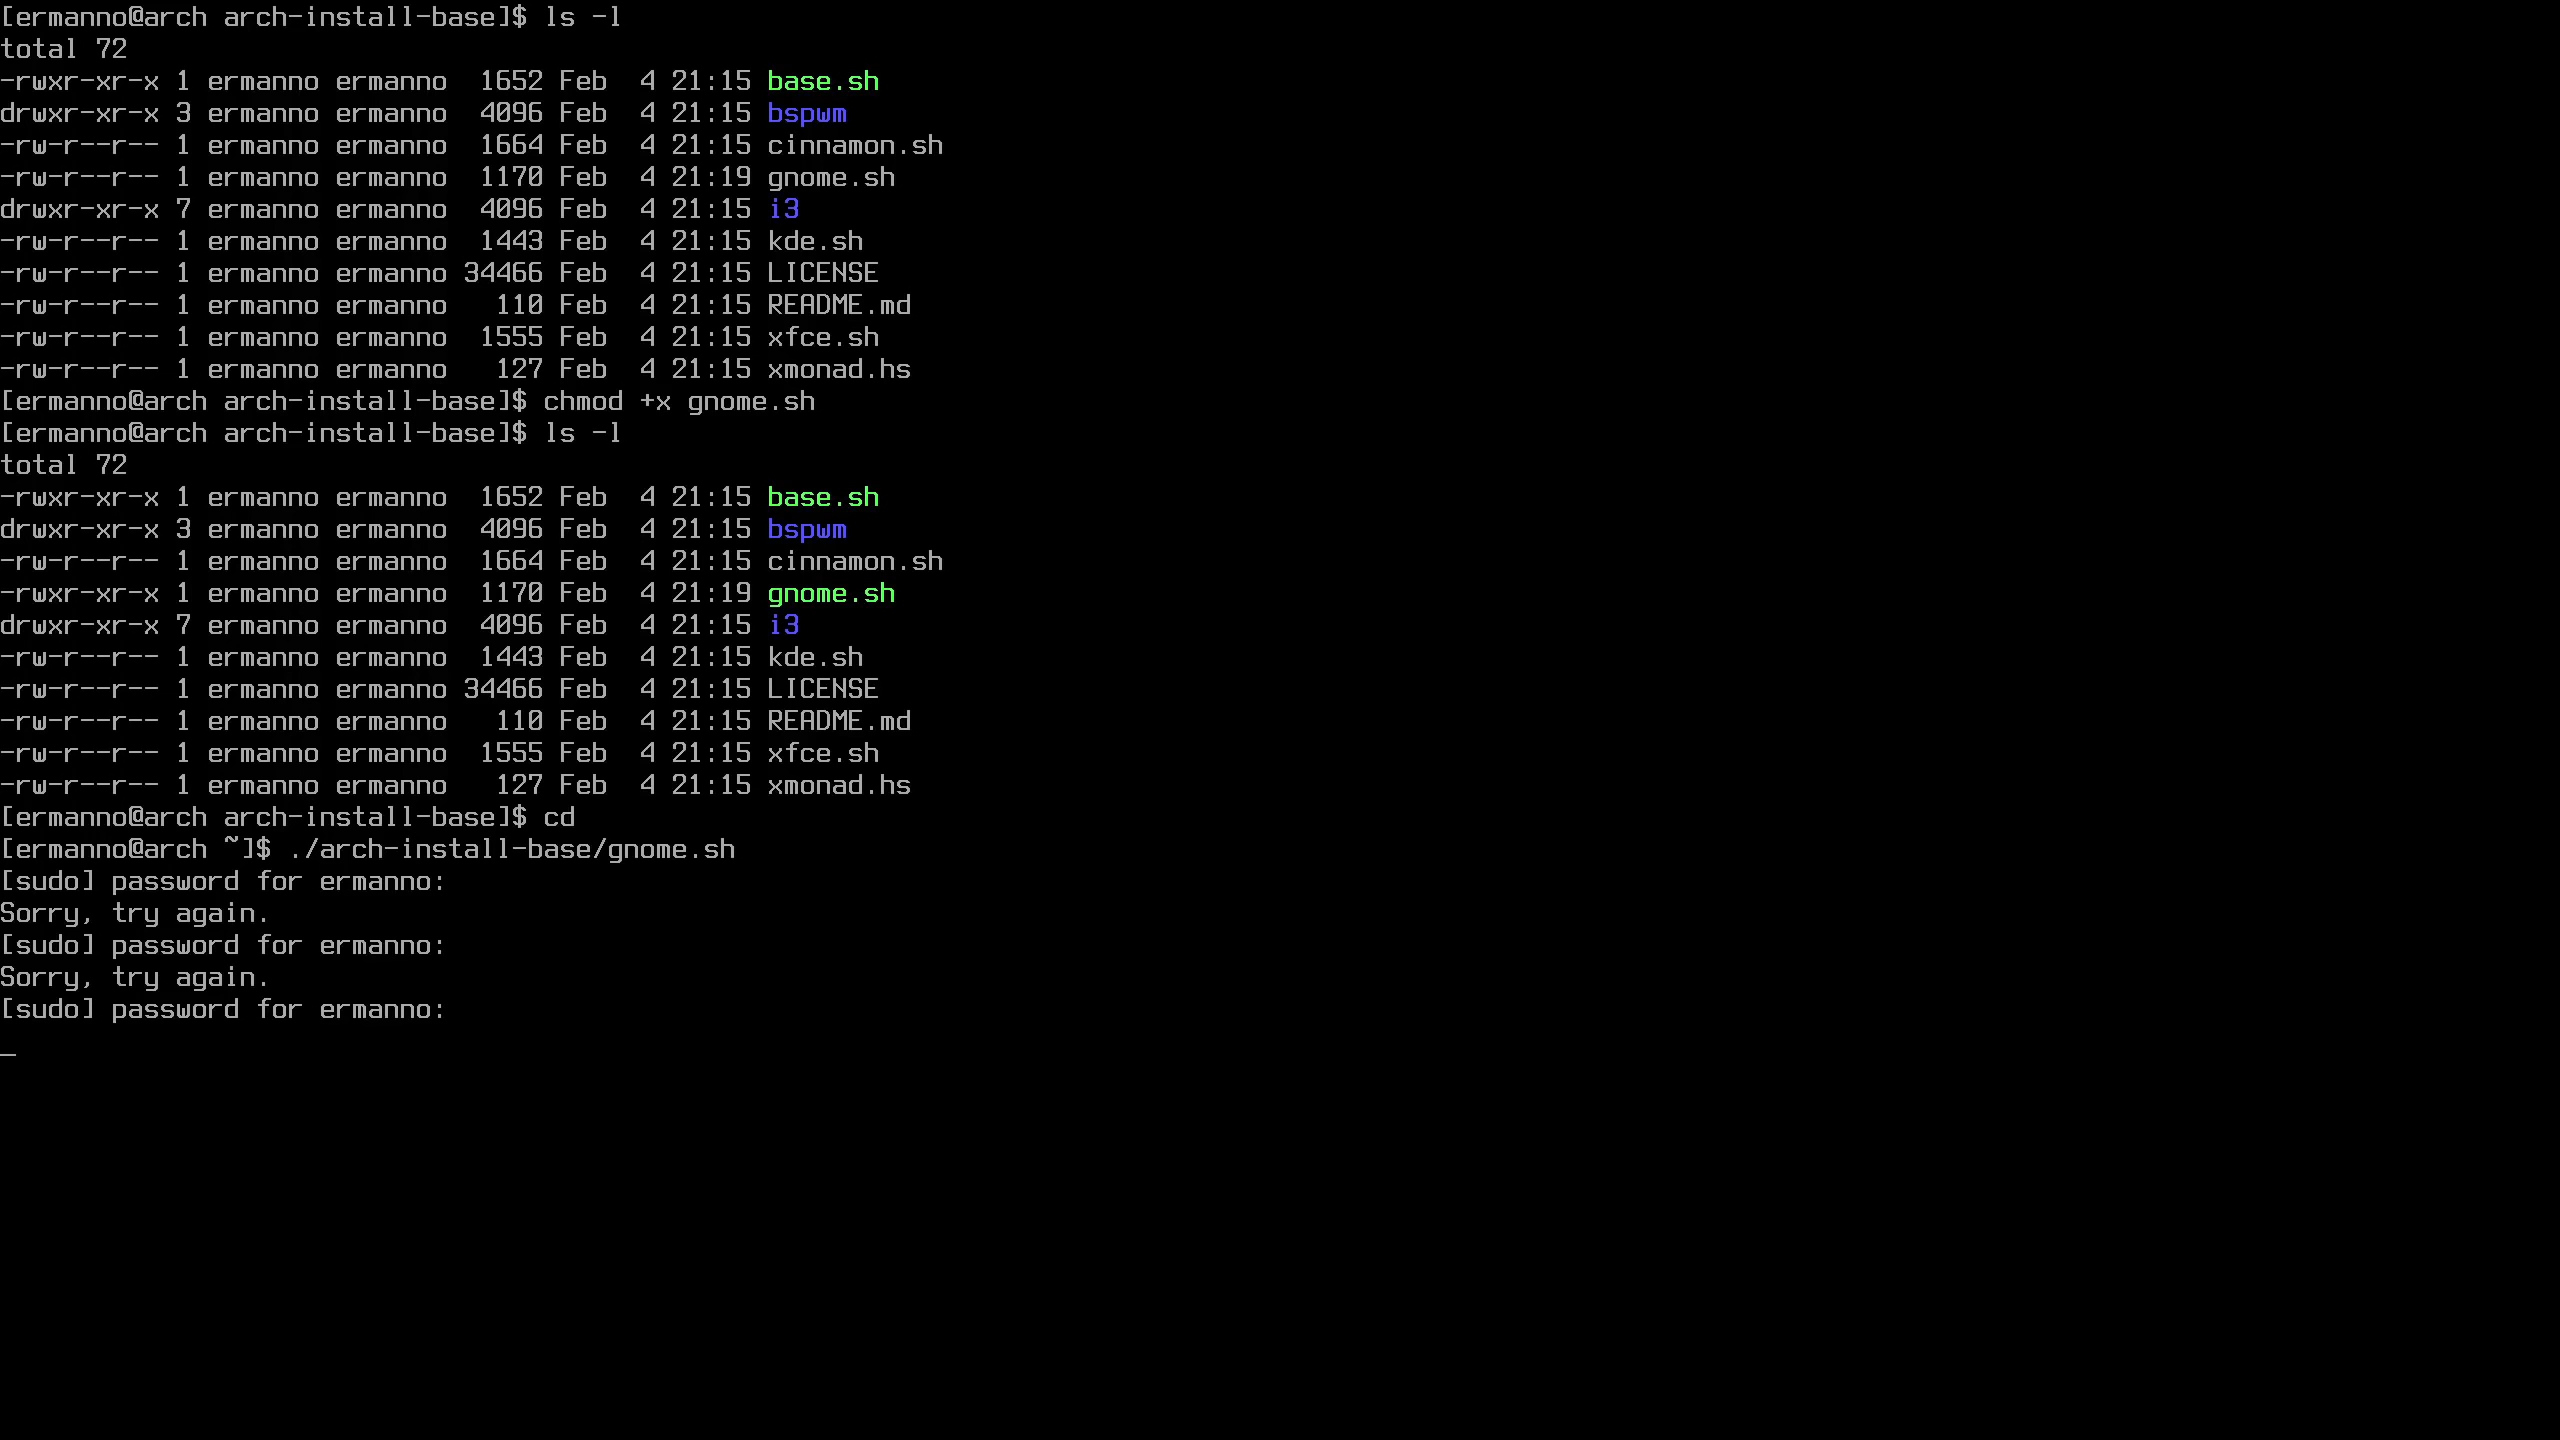 [ermanno@arch arch-install-base]$ ls -l
total 72
-rwxr-xr-x 1 ermanno ermanno  1652 Feb  4 21:15 base.sh
drwxr-xr-x 3 ermanno ermanno  4096 Feb  4 21:15 bspwm
-rw-r--r-- 1 ermanno ermanno  1664 Feb  4 21:15 cinnamon.sh
-rw-r--r-- 1 ermanno ermanno  1170 Feb  4 21:19 gnome.sh
drwxr-xr-x 7 ermanno ermanno  4096 Feb  4 21:15 i3
-rw-r--r-- 1 ermanno ermanno  1443 Feb  4 21:15 kde.sh
-rw-r--r-- 1 ermanno ermanno 34466 Feb  4 21:15 LICENSE
-rw-r--r-- 1 ermanno ermanno   110 Feb  4 21:15 README.md
-rw-r--r-- 1 ermanno ermanno  1555 Feb  4 21:15 xfce.sh
-rw-r--r-- 1 ermanno ermanno   127 Feb  4 21:15 xmonad.hs
[ermanno@arch arch-install-base]$ chmod +x gnome.sh
[ermanno@arch arch-install-base]$ ls -l
total 72
-rwxr-xr-x 1 ermanno ermanno  1652 Feb  4 21:15 base.sh
drwxr-xr-x 3 ermanno ermanno  4096 Feb  4 21:15 bspwm
-rw-r--r-- 1 ermanno ermanno  1664 Feb  4 21:15 cinnamon.sh
-rwxr-xr-x 1 ermanno ermanno  1170 Feb  4 21:19 gnome.sh
drwxr-xr-x 7 ermanno ermanno  4096 Feb  4 21:15 i3
-rw-r--r-- 1 ermanno ermanno  1443 Feb  4 21:15 kde.sh
-rw-r--r-- 1 ermanno ermanno 34466 Feb  4 21:15 LICENSE
-rw-r--r-- 1 ermanno ermanno   110 Feb  4 21:15 README.md
-rw-r--r-- 1 ermanno ermanno  1555 Feb  4 21:15 xfce.sh
-rw-r--r-- 1 ermanno ermanno   127 Feb  4 21:15 xmonad.hs
[ermanno@arch arch-install-base]$ cd
[ermanno@arch ~]$ ./arch-install-base/gnome.sh
[sudo] password for ermanno:
Sorry, try again.
[sudo] password for ermanno:
Sorry, try again.
[sudo] password for ermanno: